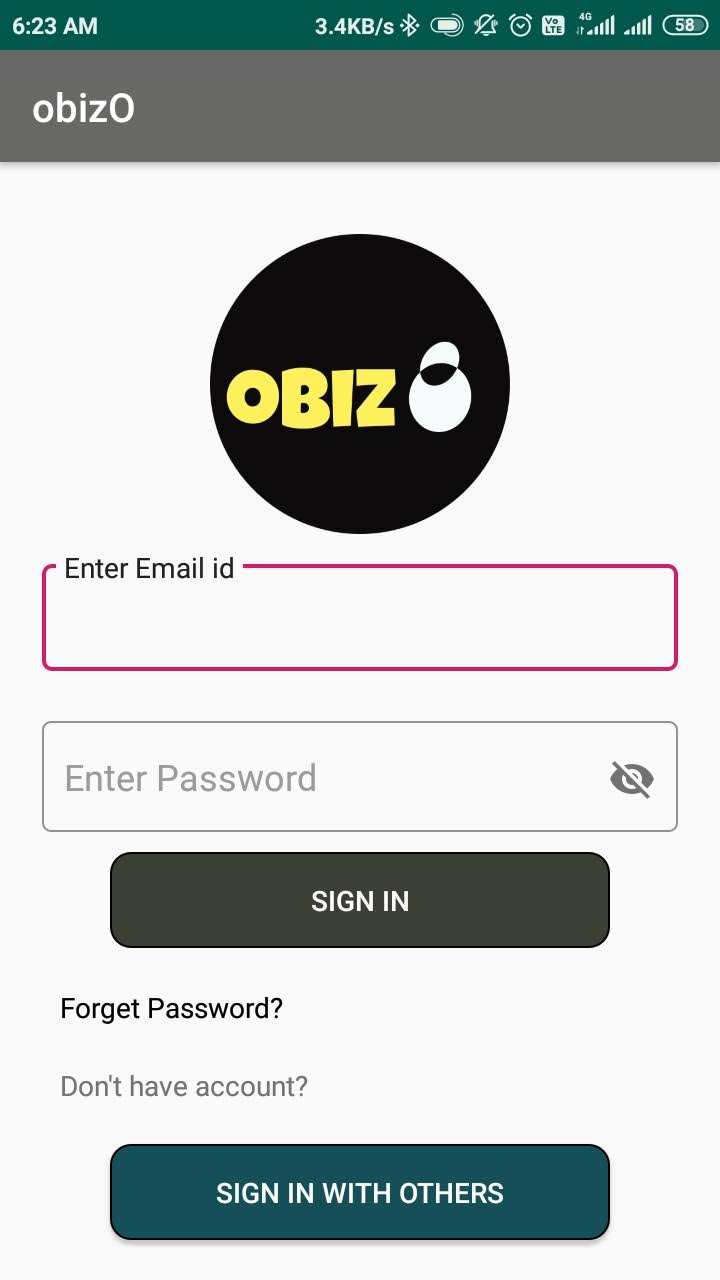 6:23 AM 3.4KB/s Vo LTE 4G 58
obizO
OBIZ
Enter Email id
Enter Password
SIGN IN
Forget Password?
Don't have account?
SIGN IN WITH OTHERS